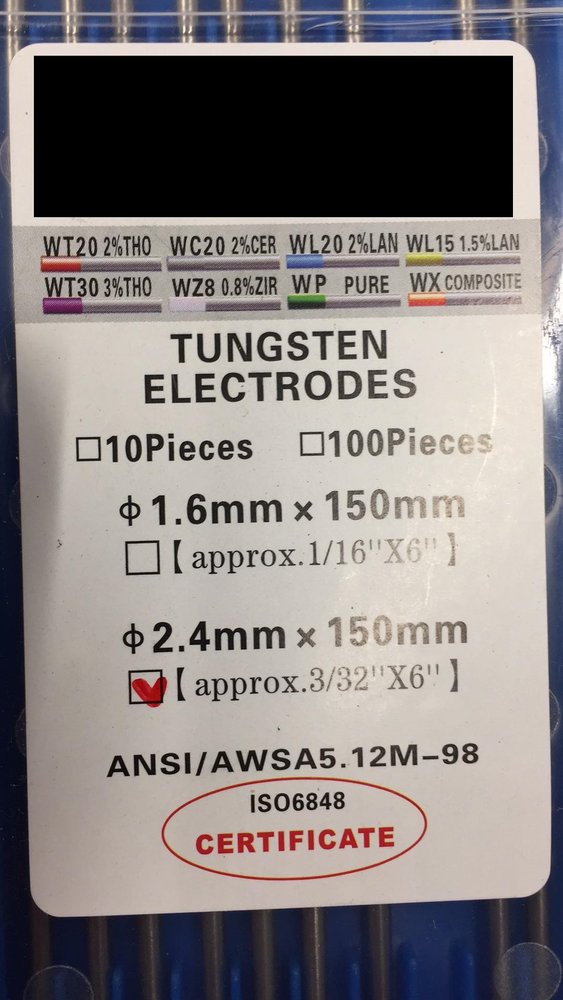 WT20 2%THO WC20 2%CER WL20 2%LAN WL15 1.5%LAN
WT30 3%THO WZ8 0.8%ZIR WP PURE WX COMPOSITE
TUNGSTEN
ELECTRODES
□10Pieces □100Pieces
ϕ1.6mm×150mm
□【approx.1/16"X6"】
ϕ2.4mm×150mm
☑【approx.3/32"X6"】
ANSI/AWSA5.12M-98
ISO6848
CERTIFICATE